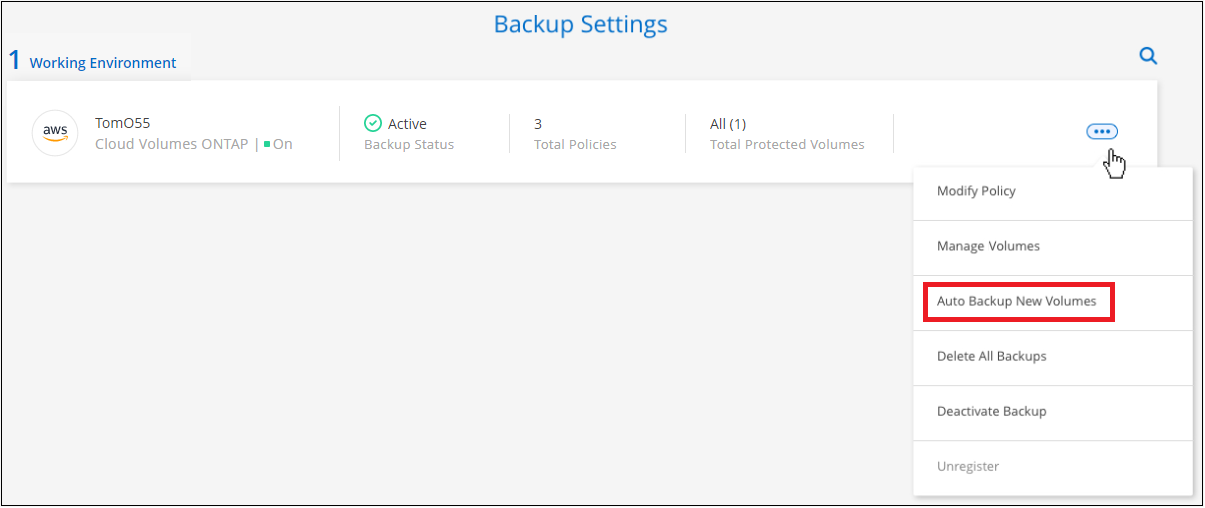 Backup Settings
1 Working Environment
aws
TomO55
Cloud Volumes ONTAP | On
Active
Backup Status
3
Total Policies
All (1)
Total Protected Volumes
Modify Policy
Manage Volumes
Auto Backup New Volumes
Delete All Backups
Deactivate Backup
Unregister